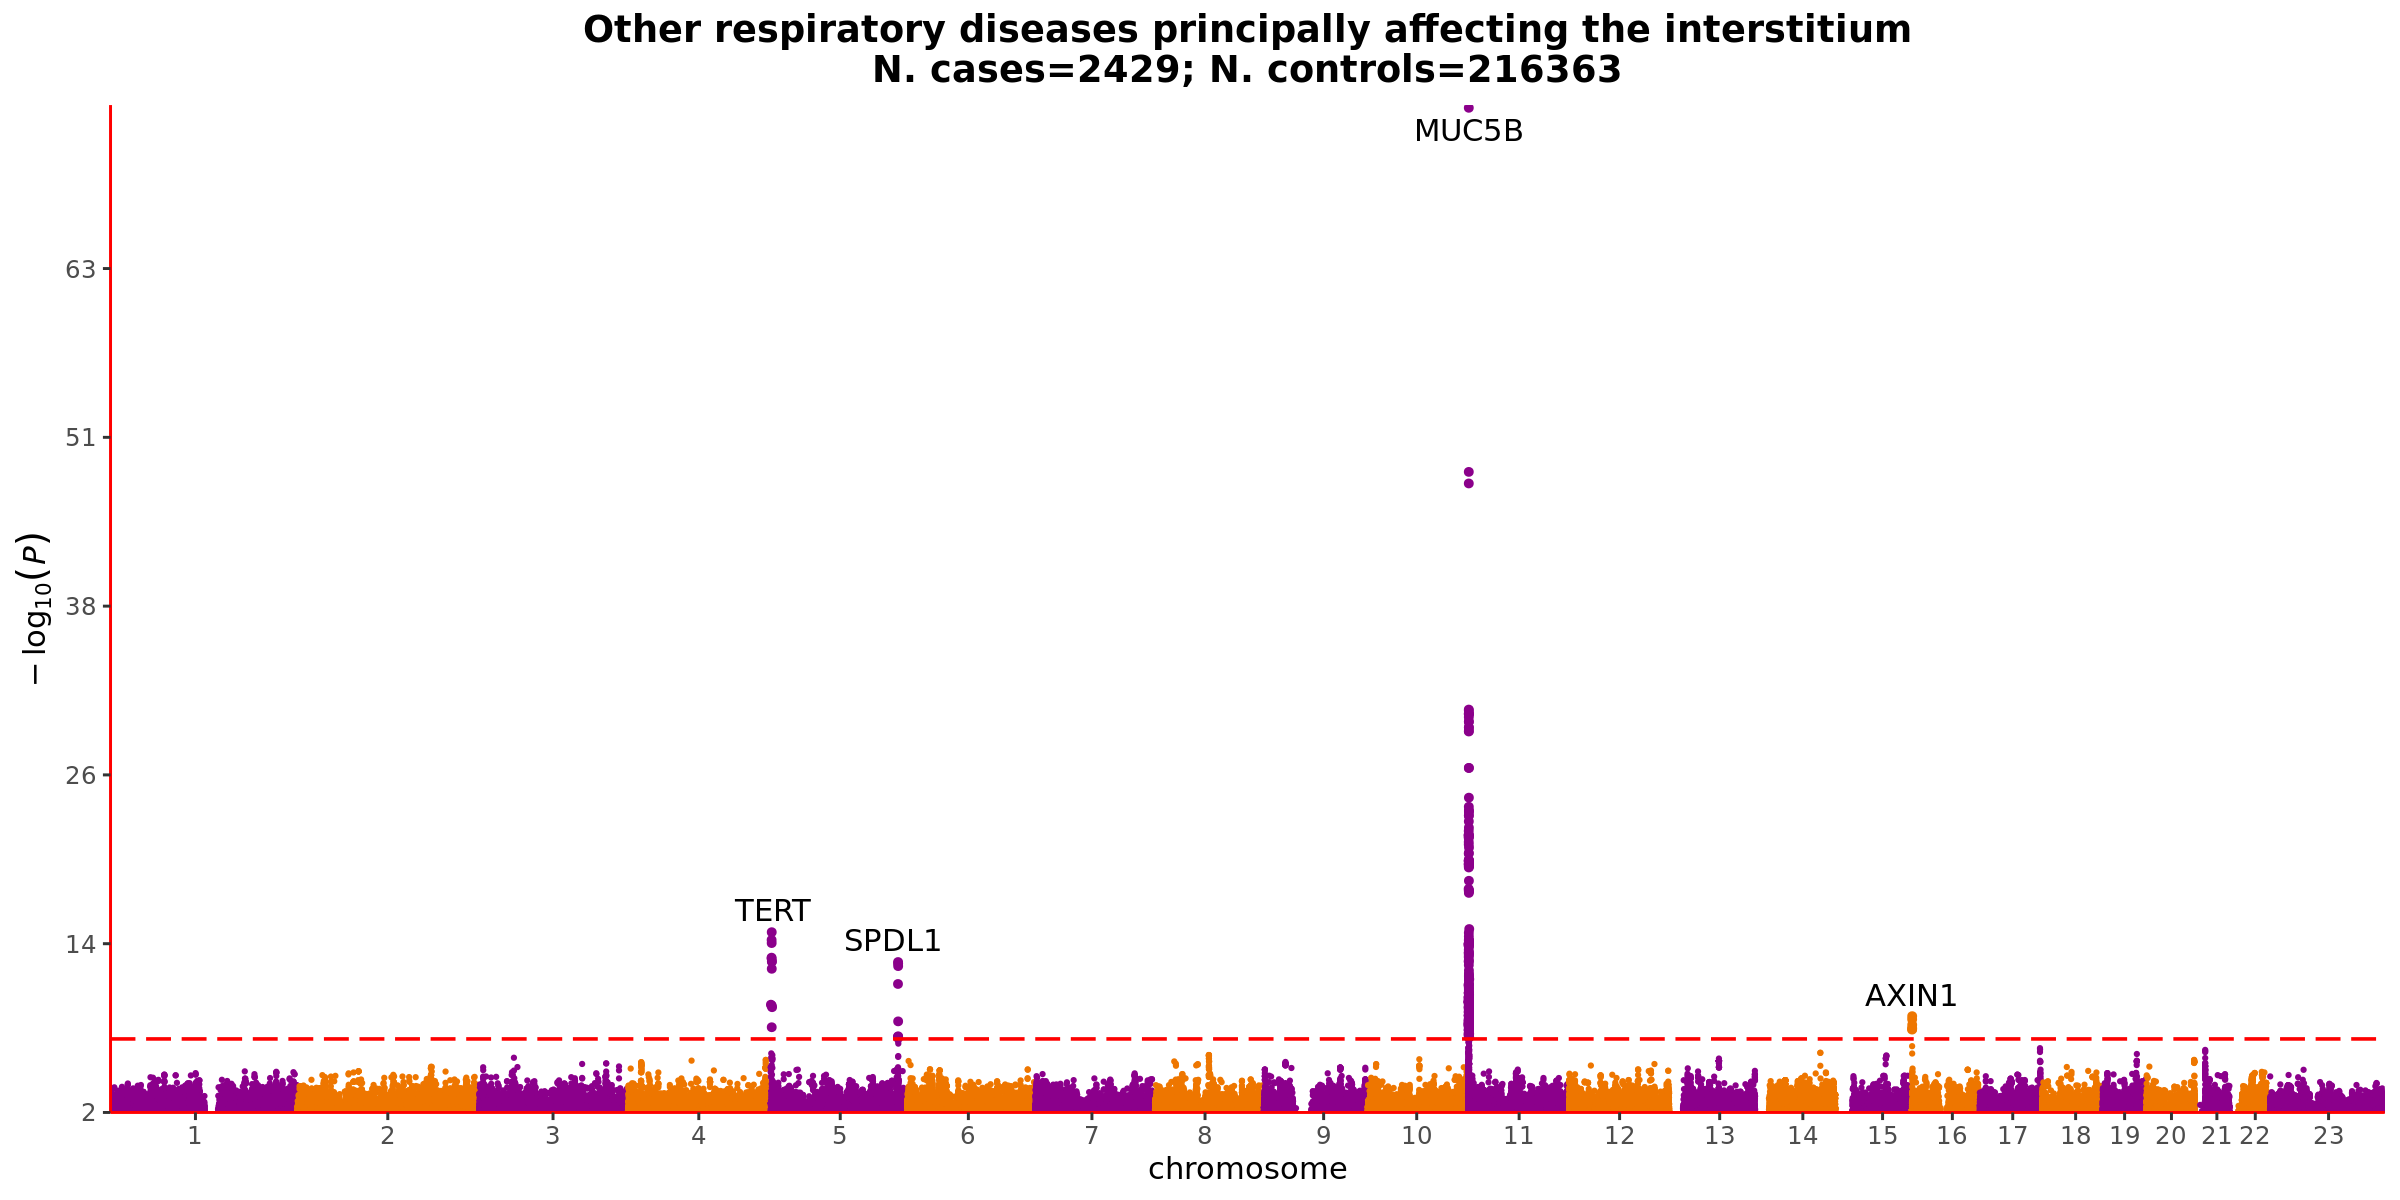 Other respiratory diseases principally affecting the interstitium
N. cases=2429; N. controls=216363
MUC5B
63
51
−log10(P)
38
26
TERT
SPDL1
14
AXIN1
2
1 2 3 4 5 6 7 8 9 10 11 12 13 14 15 16 17 18 19 20 21 22 23
chromosome